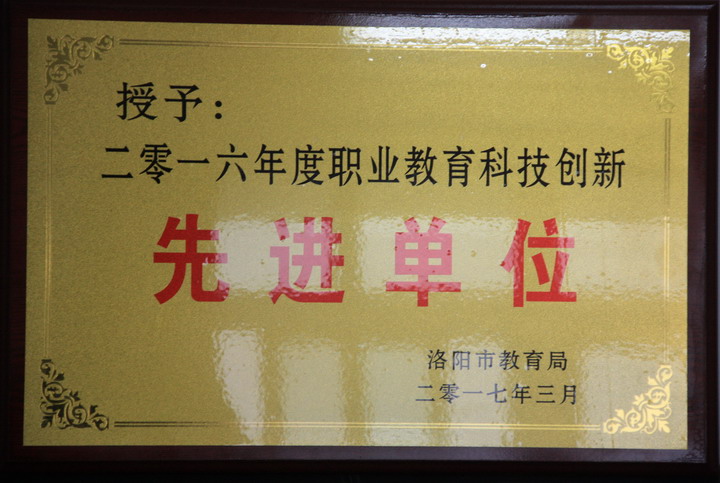 授予：
二零一六年度职业教育科技创新
先进单位
洛阳市教育局
二零一七年三月